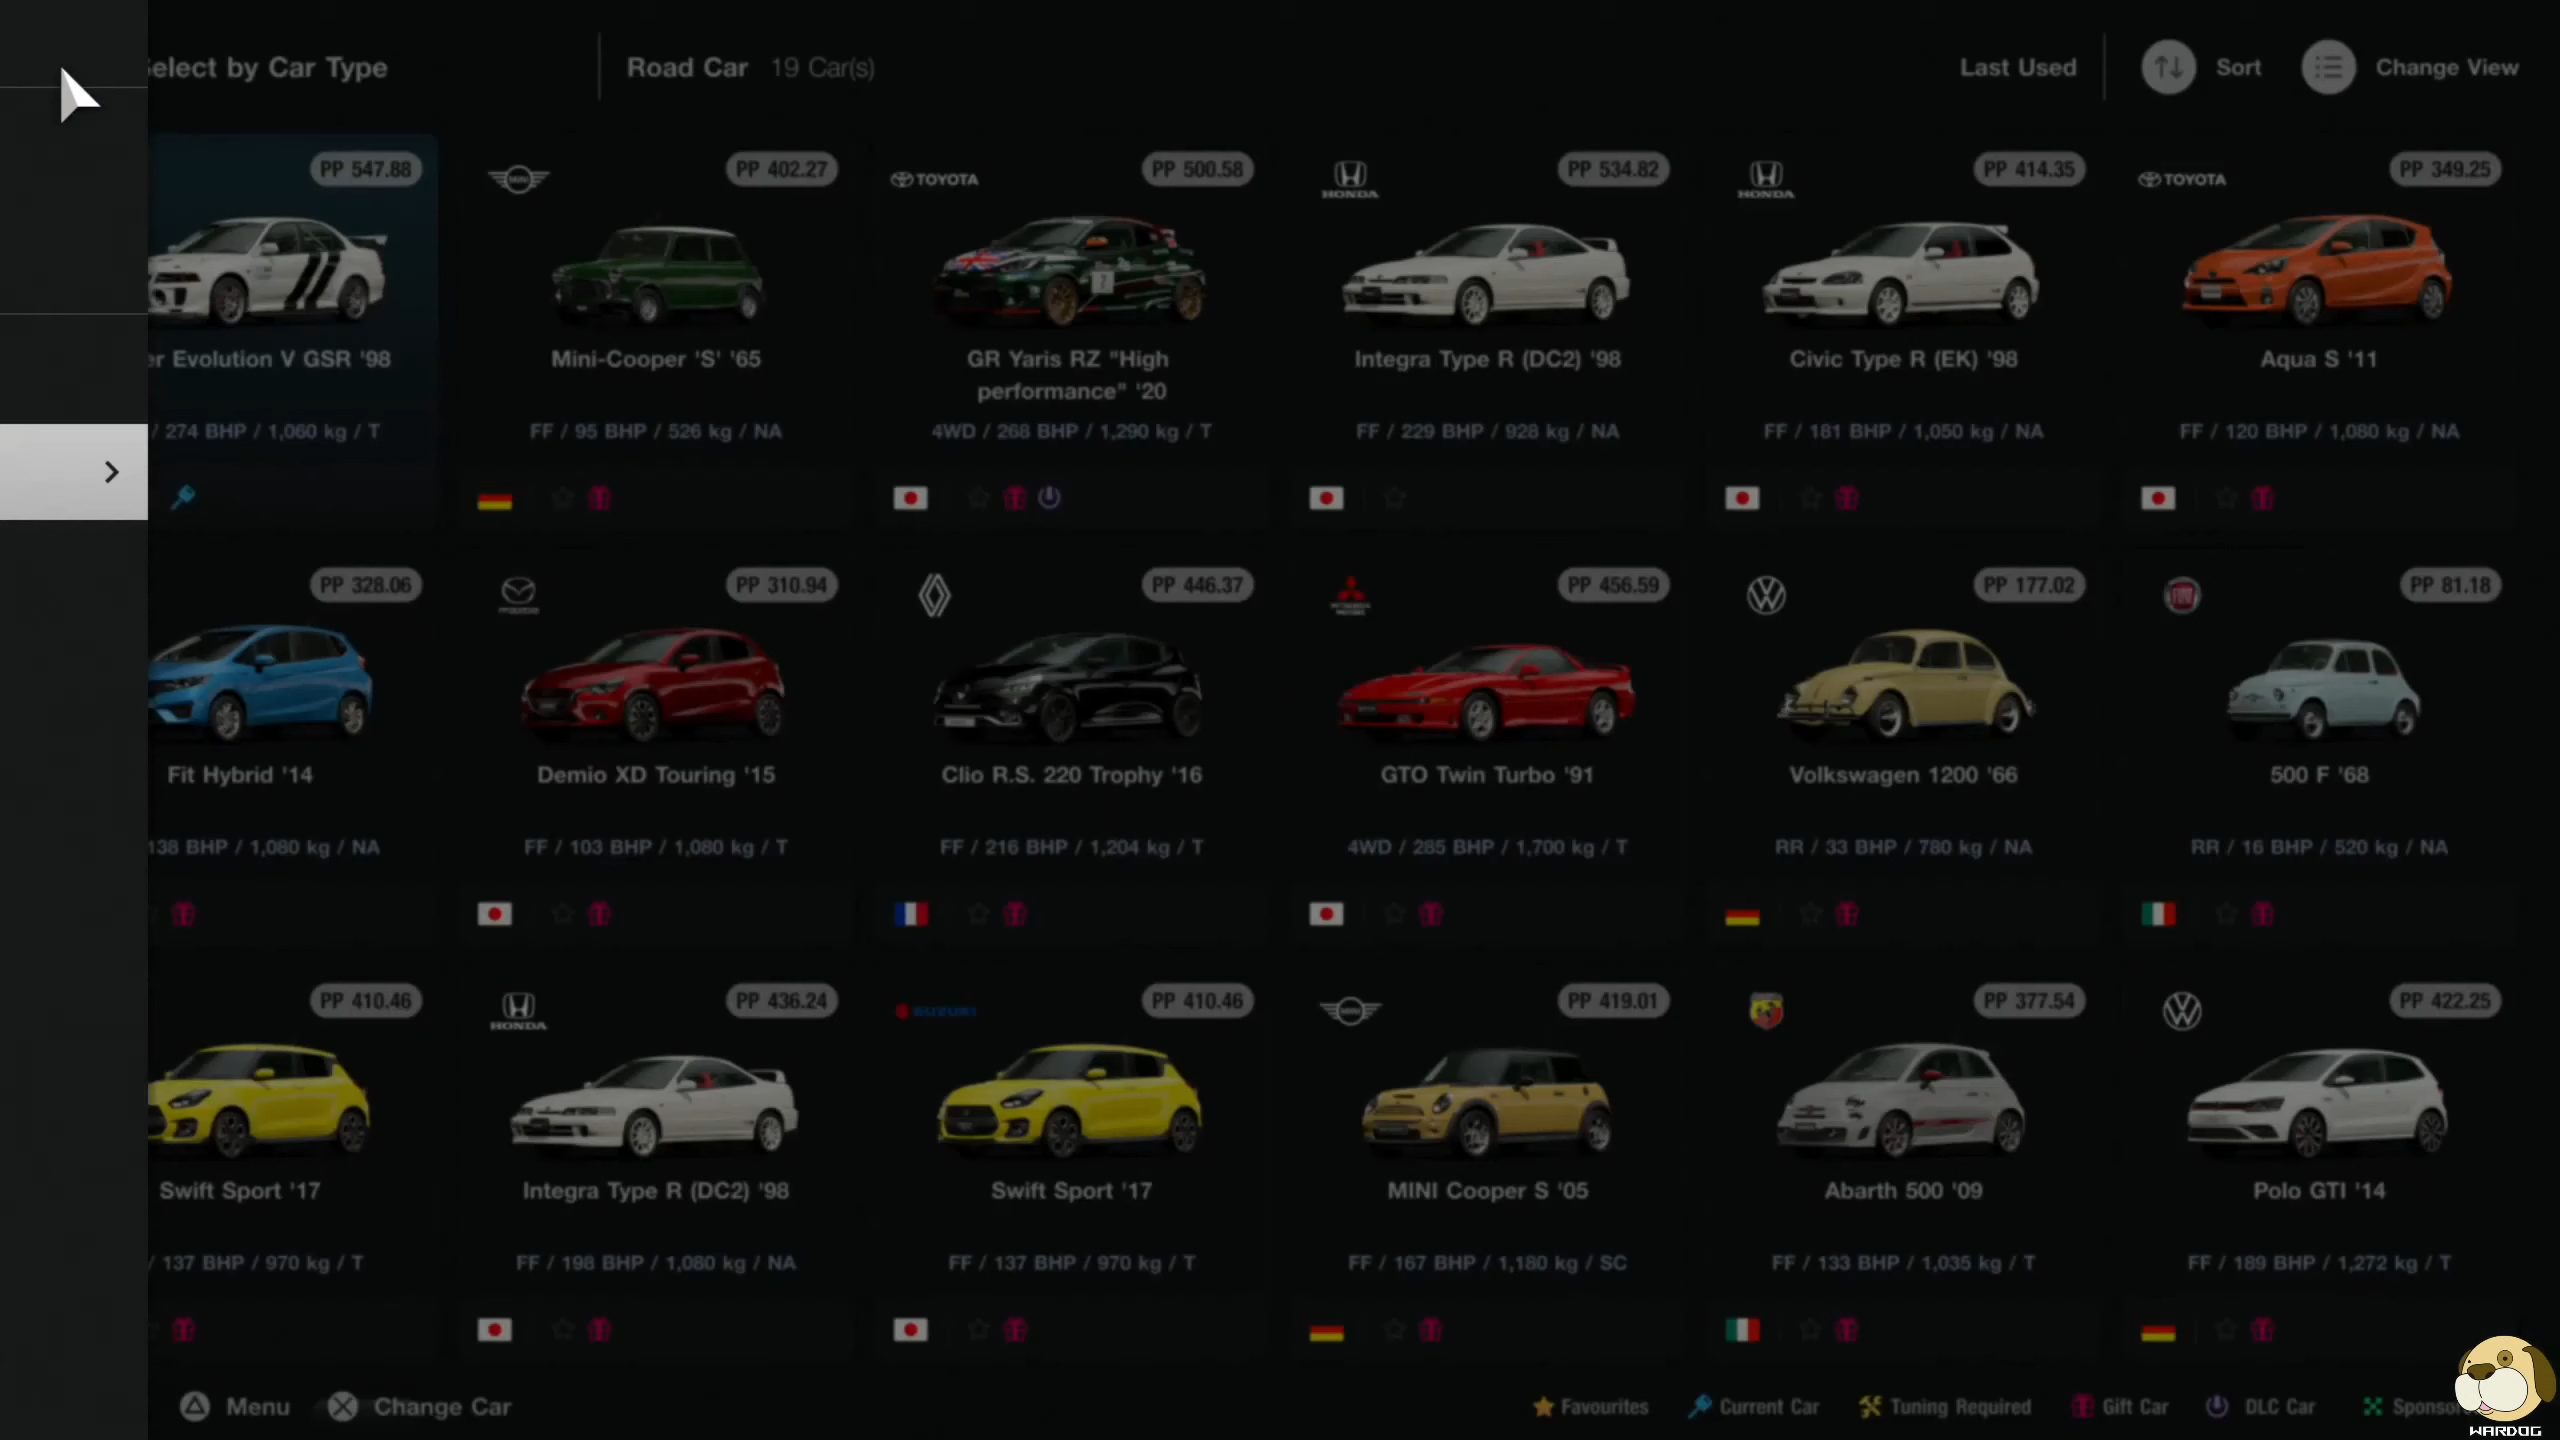 Select by Car Type
Road Car 19 Car(s)
Last Used
Sort
Change View
PP 547.88
er Evolution V GSR '98
/ 274 BHP / 1,060 kg / T
PP 402.27
Mini-Cooper 'S' '65
FF / 95 BHP / 526 kg / NA
TOYOTA
PP 500.58
7
GR Yaris RZ "High
performance" '20
4WD / 268 BHP / 1,290 kg / T
HONDA
PP 534.82
Integra Type R (DC2) '98
FF / 229 BHP / 928 kg / NA
HONDA
PP 414.35
Civic Type R (EK) '98
FF / 181 BHP / 1,050 kg / NA
TOYOTA
PP 349.25
Aqua S '11
FF / 120 BHP / 1,080 kg / NA
PP 328.06
Fit Hybrid '14
138 BHP / 1,080 kg / NA
PP 310.94
Demio XD Touring '15
FF / 103 BHP / 1,080 kg / T
PP 446.37
Clio R.S. 220 Trophy '16
FF / 216 BHP / 1,204 kg / T
PP 456.59
GTO Twin Turbo '91
4WD / 285 BHP / 1,700 kg / T
PP 177.02
Volkswagen 1200 '66
RR / 33 BHP / 780 kg / NA
PP 81.18
500 F '68
RR / 16 BHP / 520 kg / NA
PP 410.46
Swift Sport '17
/ 137 BHP / 970 kg / T
HONDA
PP 436.24
Integra Type R (DC2) '98
FF / 198 BHP / 1,080 kg / NA
SUZUKI
PP 410.46
Swift Sport '17
FF / 137 BHP / 970 kg / T
PP 419.01
MINI Cooper S '05
FF / 167 BHP / 1,180 kg / SC
PP 377.54
Abarth 500 '09
FF / 133 BHP / 1,035 kg / T
PP 422.25
Polo GTI '14
FF / 189 BHP / 1,272 kg / T
Menu
Change Car
Favourites
Current Car
Tuning Required
Gift Car
DLC Car
Sponso
WARDOG